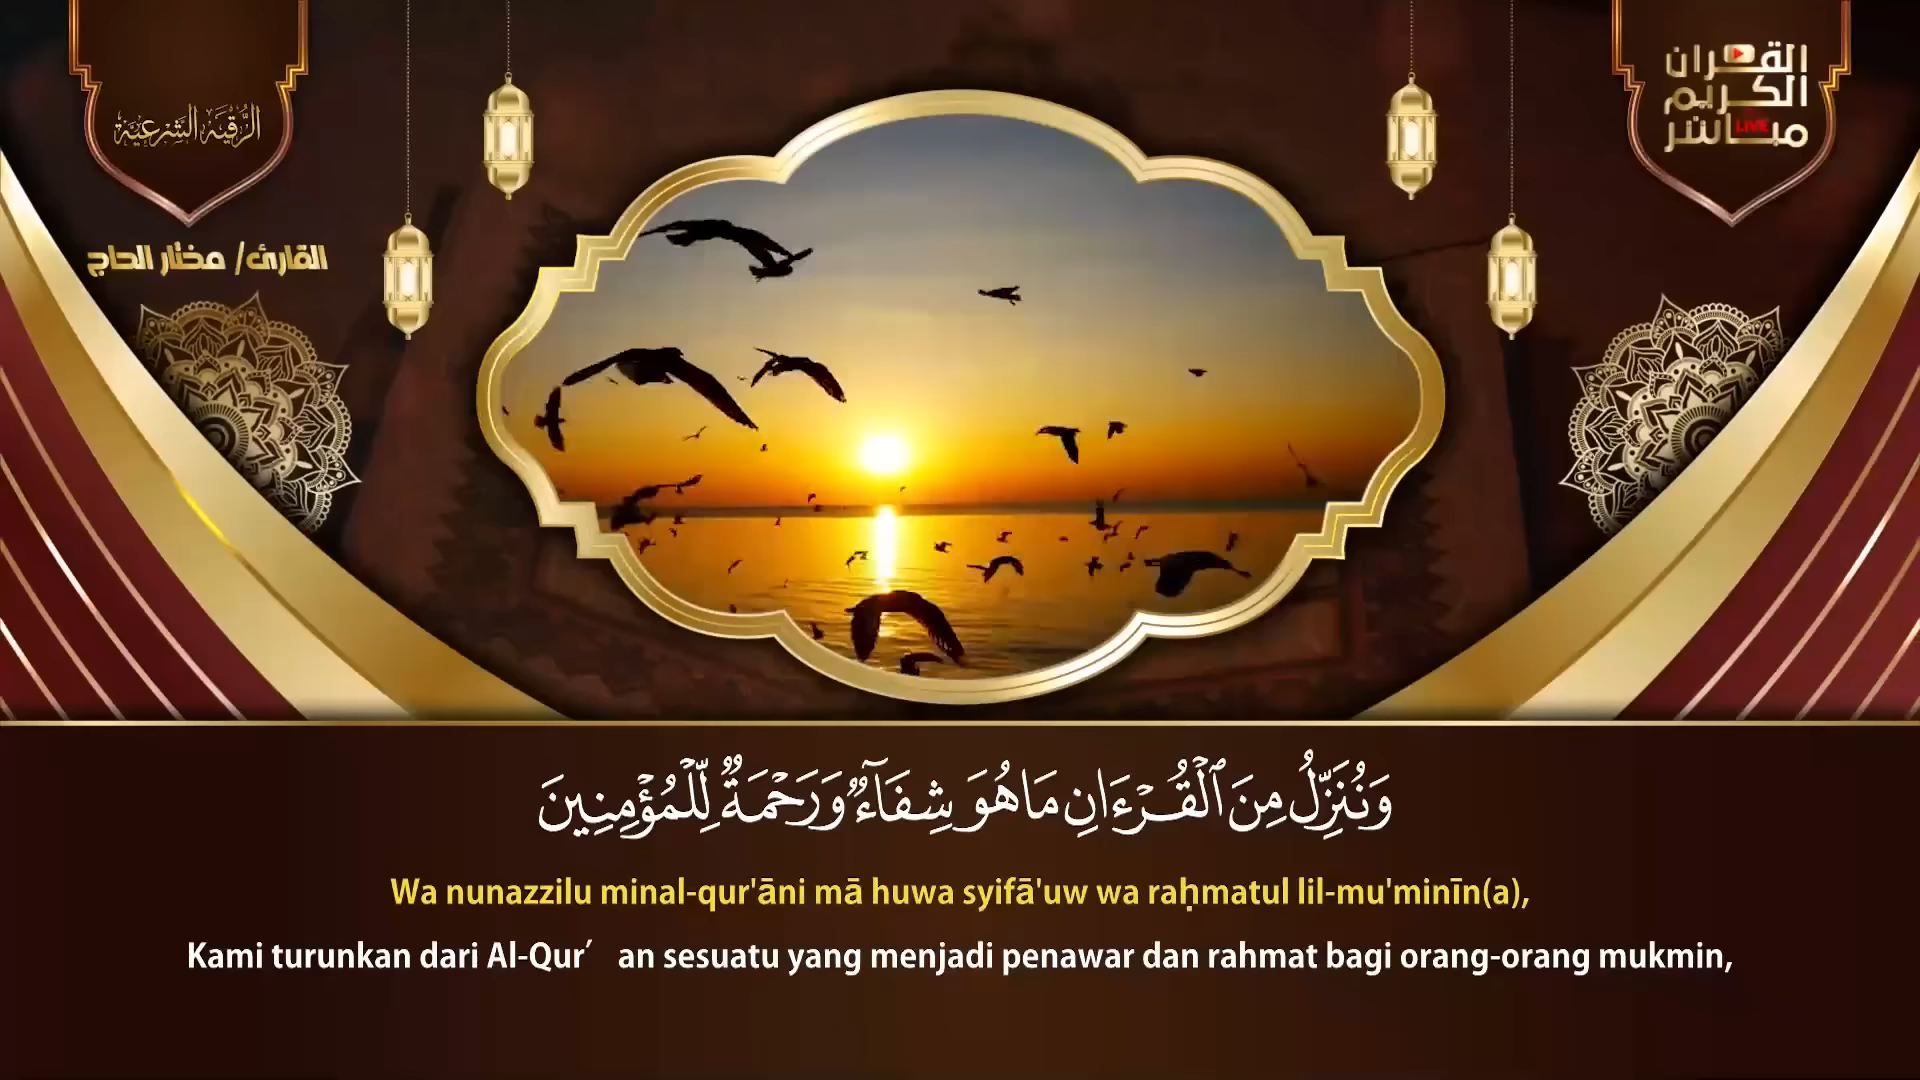 الرقية الشرعية
القارئ/ مختار الحاج
القران
الكريم
مباشر
LIVE
وَنُنَزِّلُ مِنَ ٱلْقُرْءَانِ مَا هُوَ شِفَآءٌ وَرَحْمَةٌ لِّلْمُؤْمِنِينَ
Wa nunazzilu minal-qur'āni mā huwa syifā'uw wa raḥmatul lil-mu'minīn(a),
Kami turunkan dari Al-Qur′an sesuatu yang menjadi penawar dan rahmat bagi orang-orang mukmin,